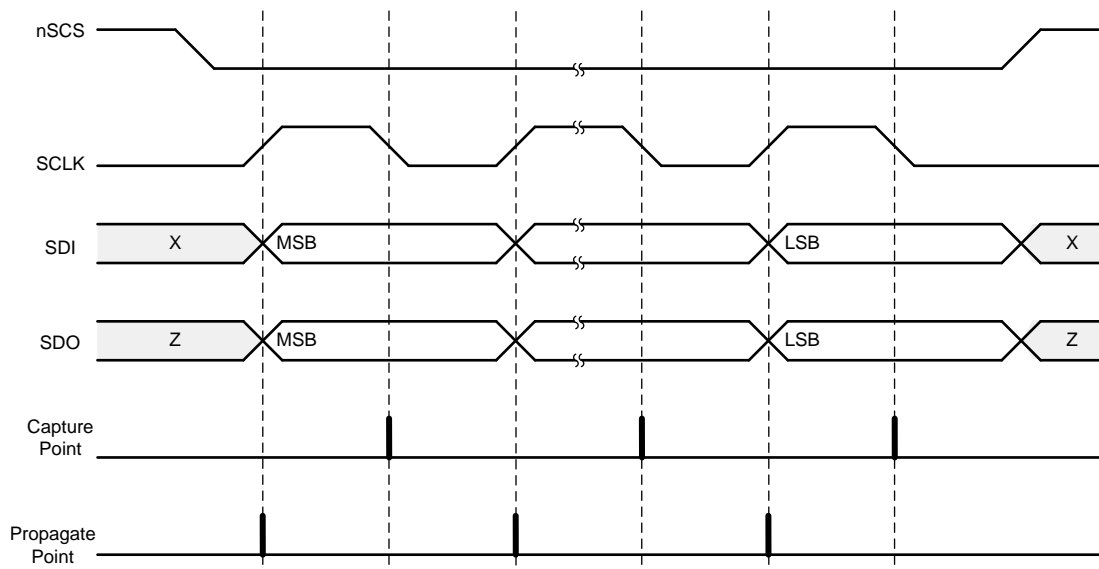 nSCS
SCLK
SDI
X
MSB
LSB
X
SDO
Z
MSB
LSB
Z
Capture
Point
Propagate
Point